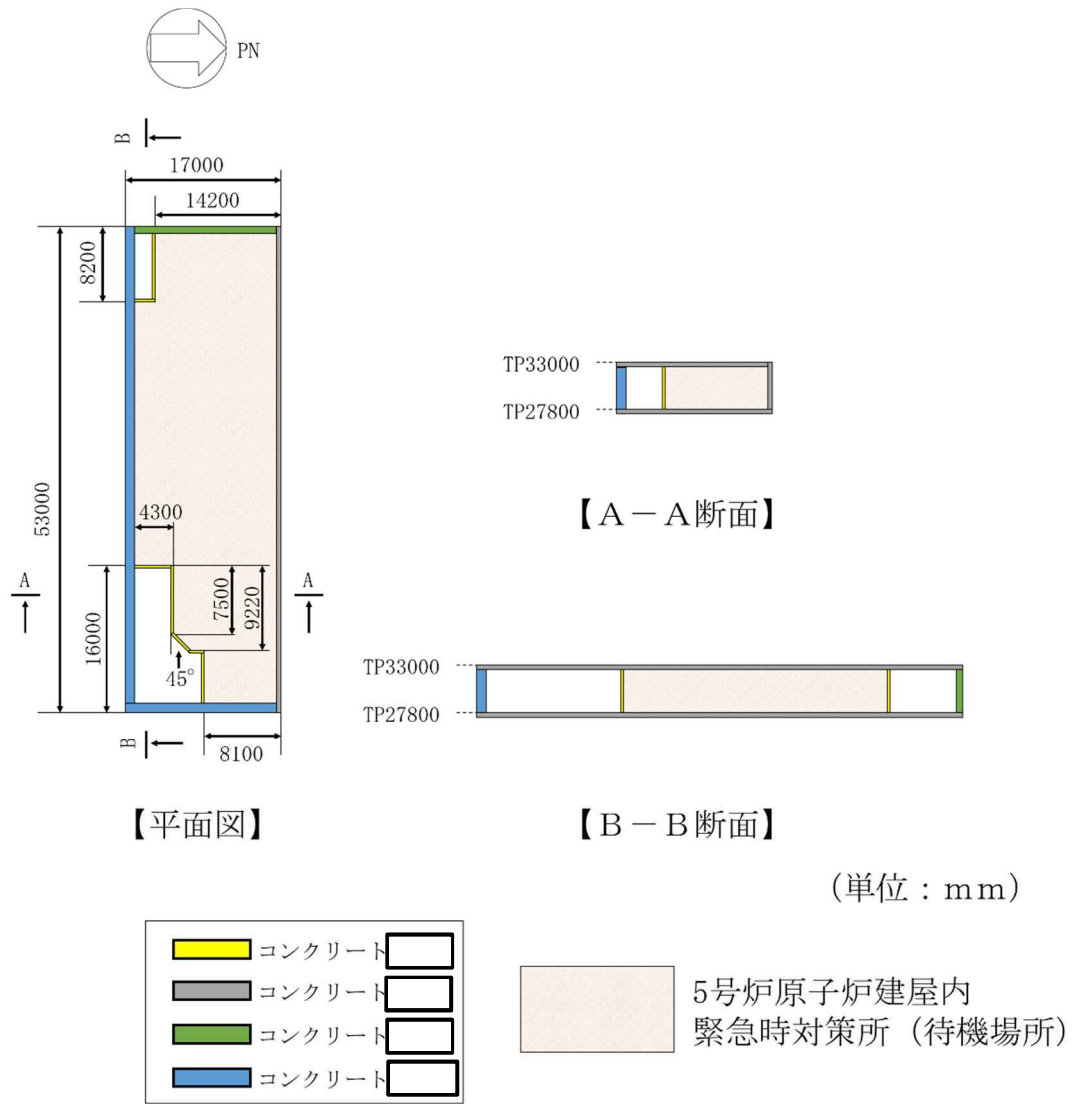 PN
B
17000
14200
8200
53000
TP33000
TP27800
【A－A断面】
4300
A
A
7500
9220
16000
45°
TP33000
TP27800
B
8100
【平面図】
【B－B断面】
(単位：mm)
コンクリート
コンクリート
コンクリート
コンクリート
5号炉原子炉建屋内
緊急時対策所（待機場所）